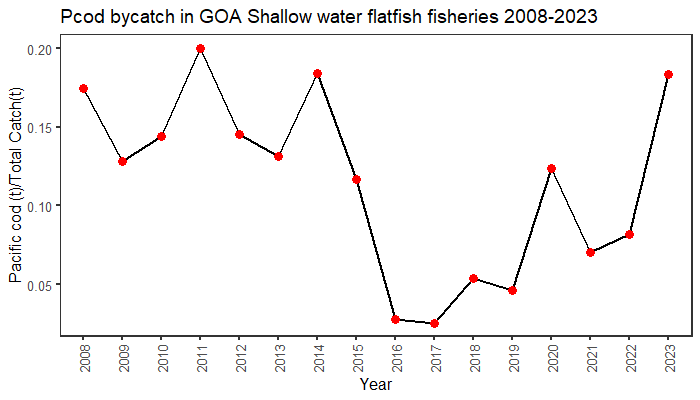 Pcod bycatch in GOA Shallow water flatfish fisheries 2008-2023
Pacific cod (t)/Total Catch(t)
0.20
0.15
0.10
0.05
2008 2009 2010 2011 2012 2013 2014 2015 2016 2017 2018 2019 2020 2021 2022 2023
Year